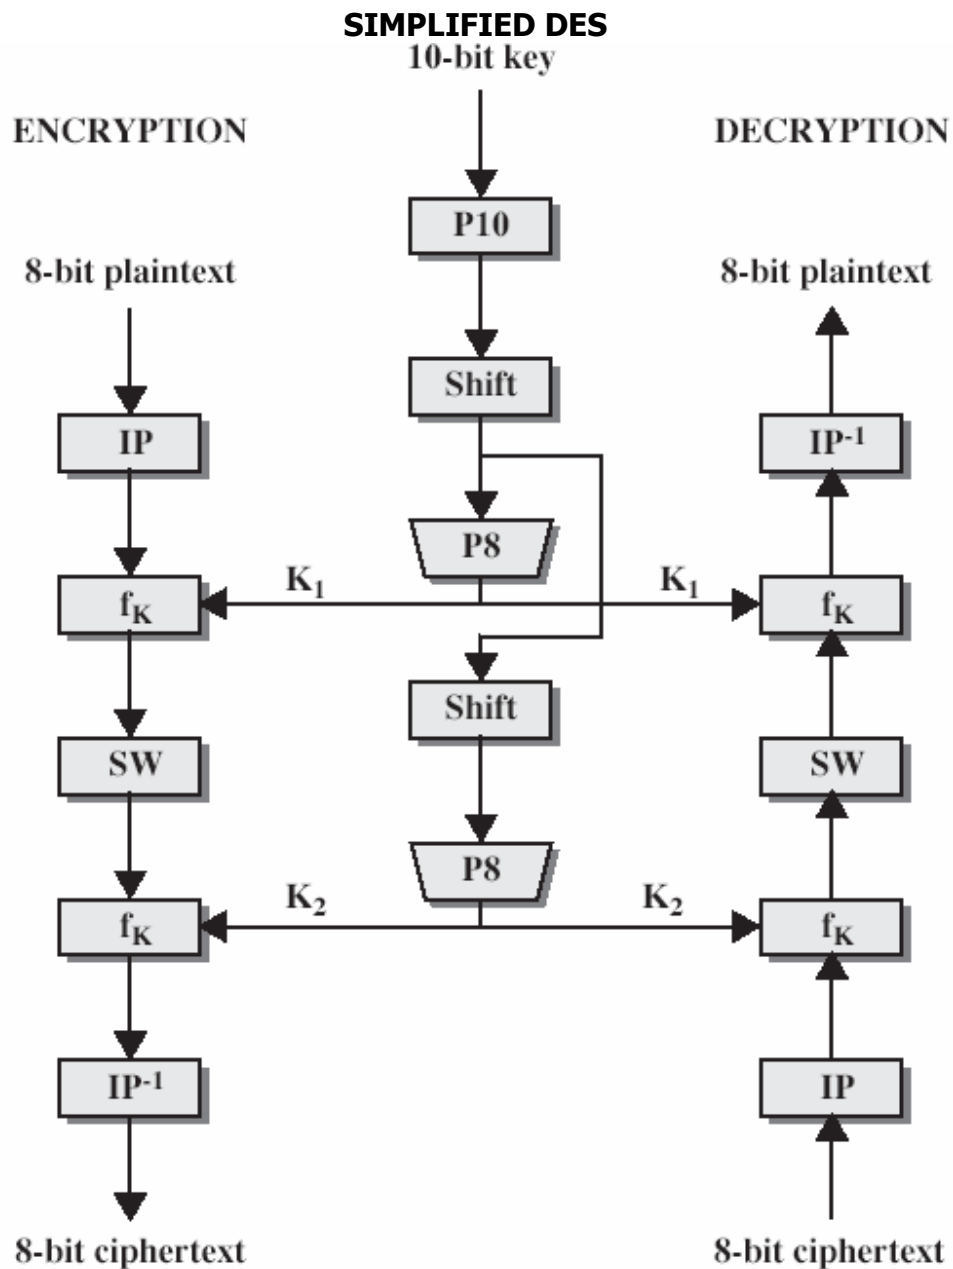 SIMPLIFIED DES
10-bit key
ENCRYPTION
DECRYPTION
P10
8-bit plaintext
8-bit plaintext
Shift
IP
IP-1
P8
K1
K1
fK
fK
Shift
SW
SW
P8
K2
K2
fK
fK
IP-1
IP
8-bit ciphertext
8-bit ciphertext